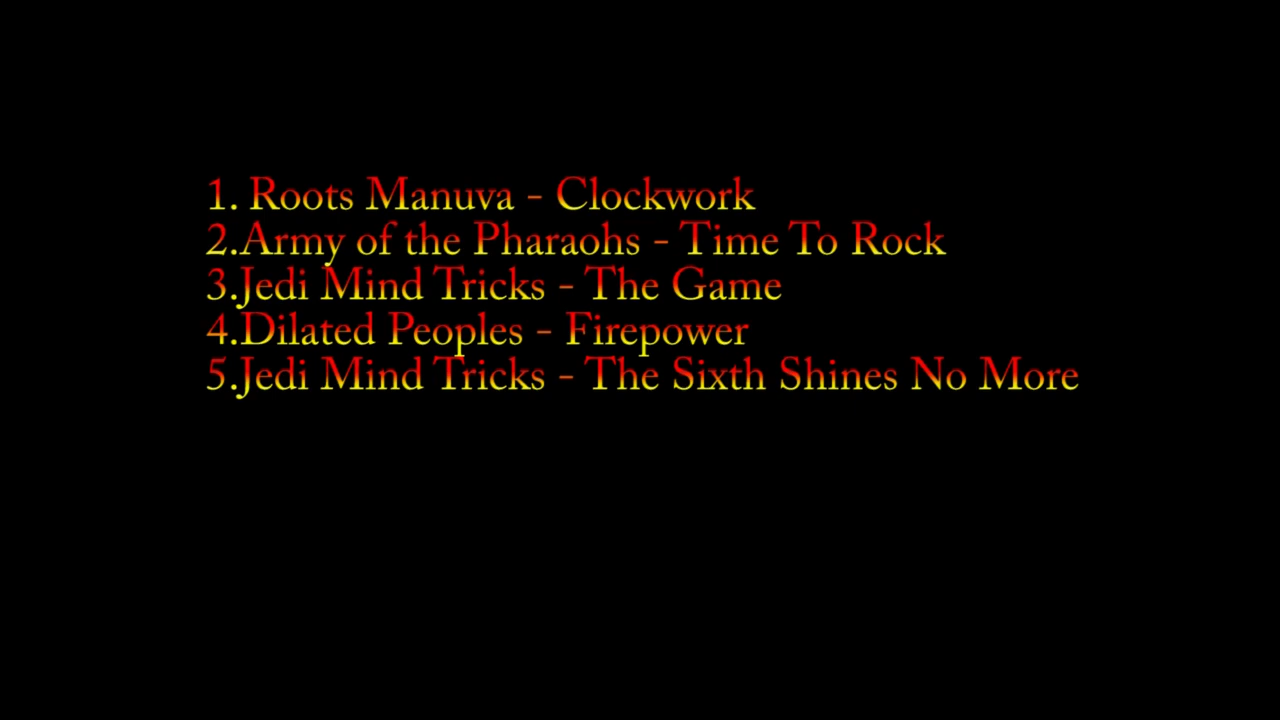 1. Roots Manuva - Clockwork
2.Army of the Pharaohs - Time To Rock
3.Jedi Mind Tricks - The Game
4.Dilated Peoples - Firepower
5.Jedi Mind Tricks - The Sixth Shines No More